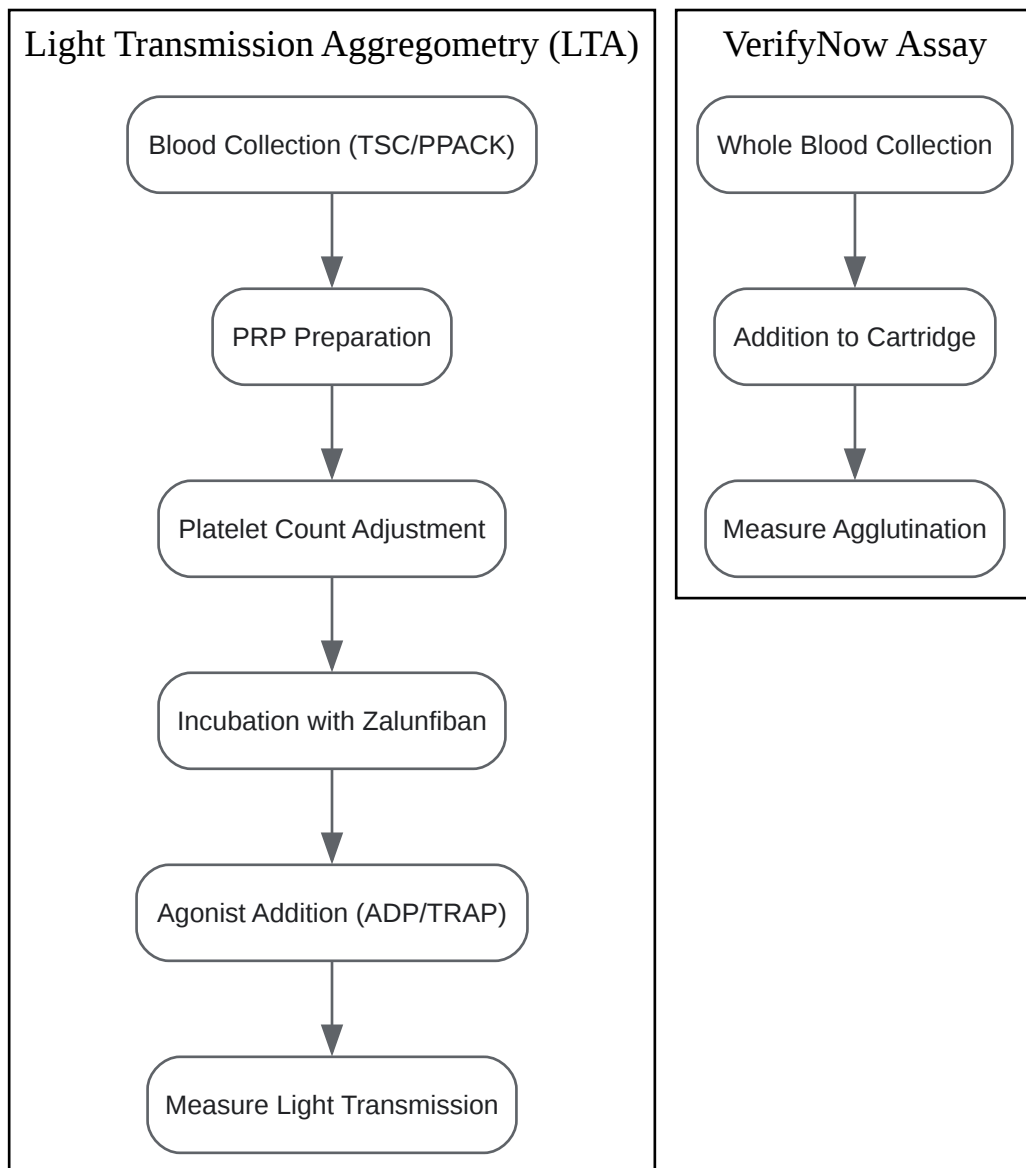 Light Transmission Aggregometry (LTA)
Blood Collection (TSC/PPACK)
PRP Preparation
Platelet Count Adjustment
Incubation with Zalunfiban
Agonist Addition (ADP/TRAP)
Measure Light Transmission
VerifyNow Assay
Whole Blood Collection
Addition to Cartridge
Measure Agglutination